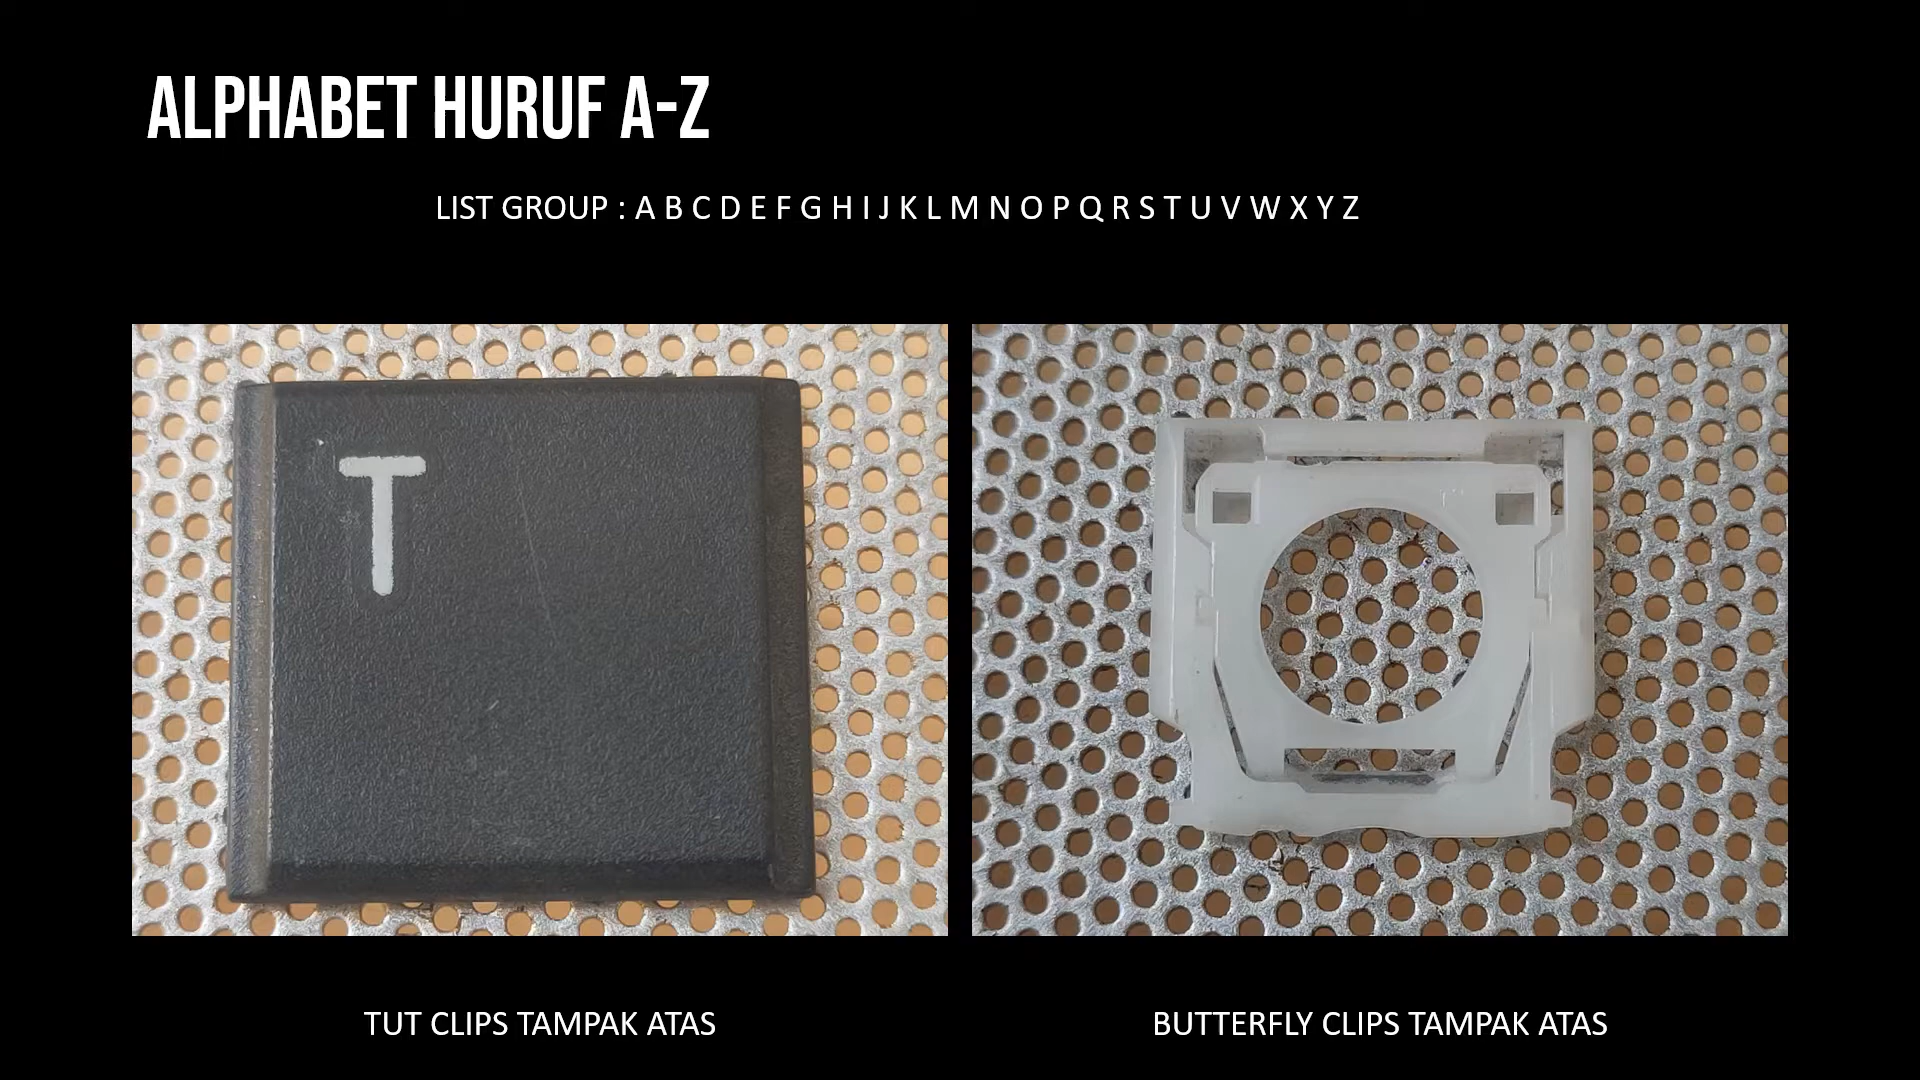 ALPHABET HURUF A-Z
LIST GROUP : A B C D E F G H I J K L M N O P Q R S T U V W X Y Z
T
TUT CLIPS TAMPAK ATAS
BUTTERFLY CLIPS TAMPAK ATAS